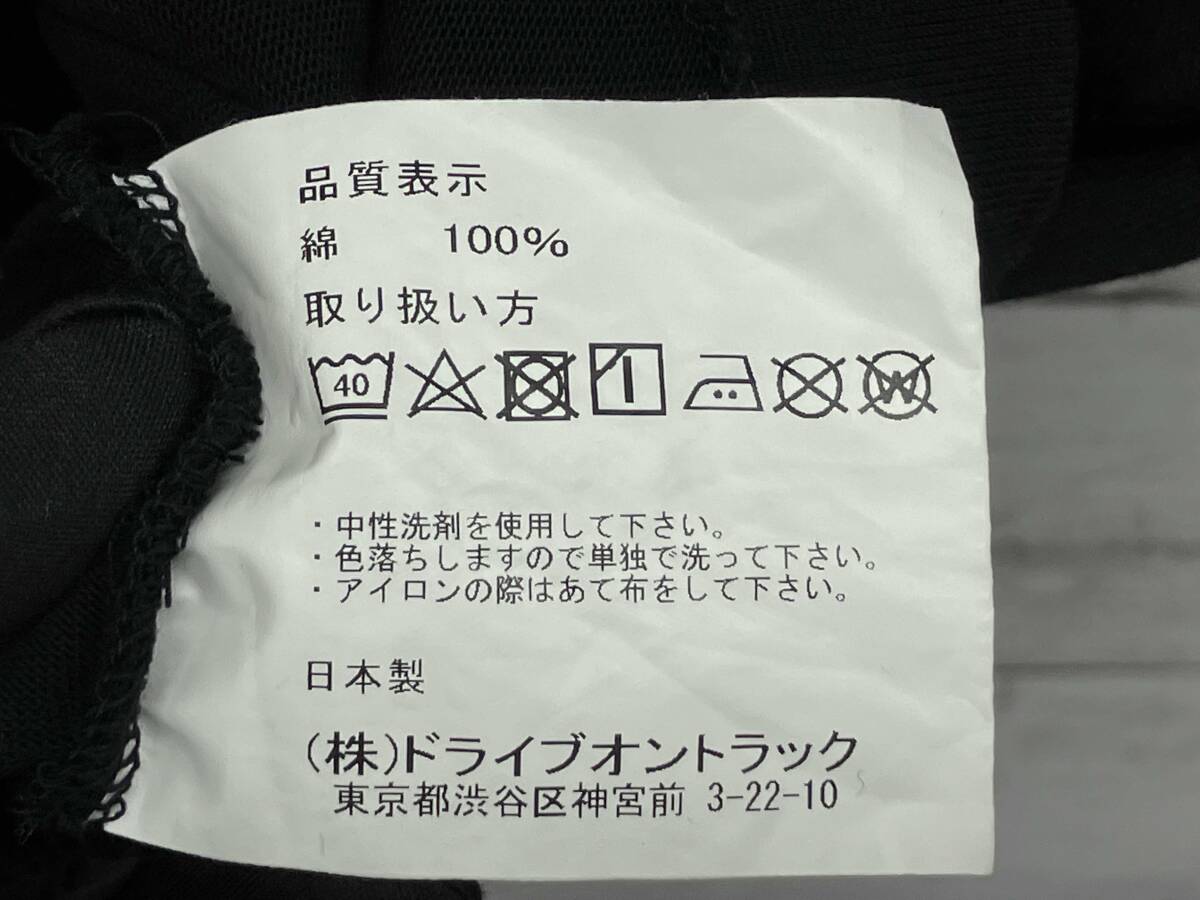 品質表示
綿 100%
取り扱い方
40 W
・中性洗剤を使用して下さい。
・色落ちしますので単独で洗って下さい。
・アイロンの際はあて布をして下さい。
日本製
(株)ドライブオントラック
東京都渋谷区神宮前 3-22-10